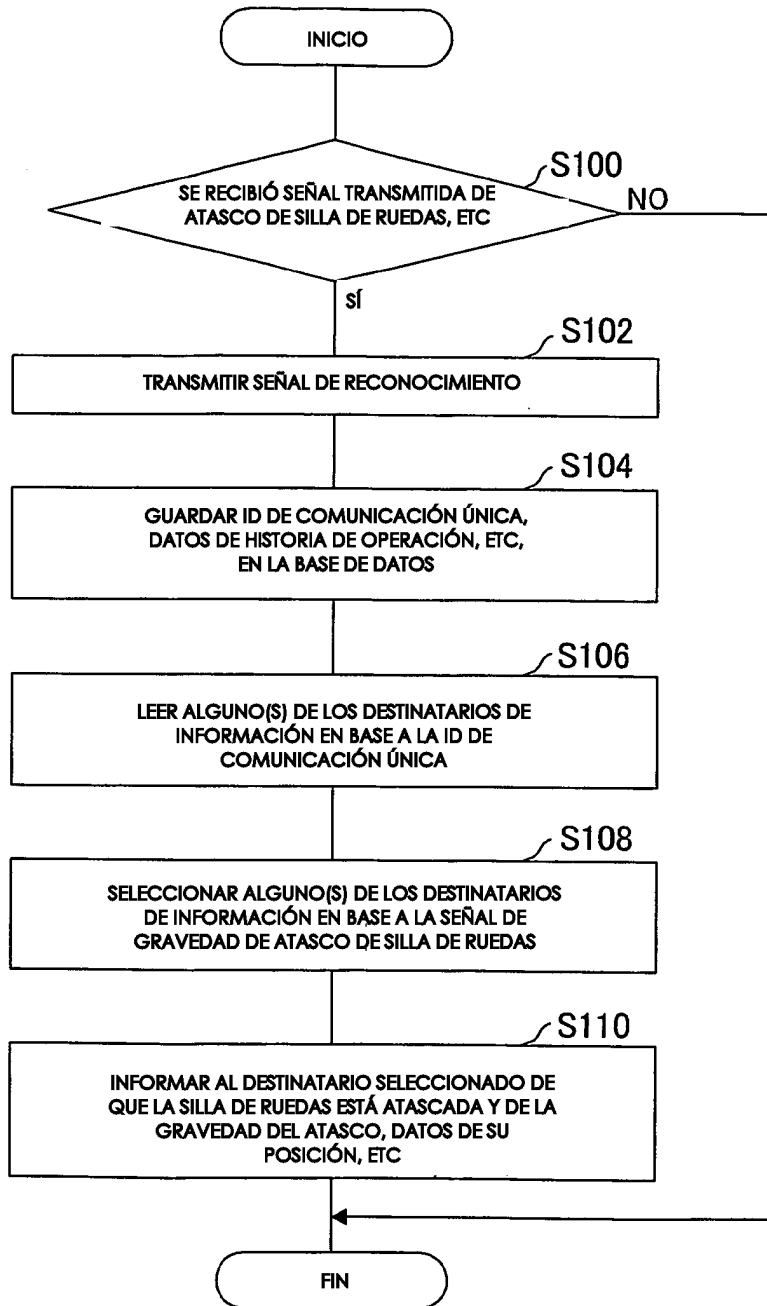 INICIO
S100
SE RECIBIÓ SEÑAL TRANSMITIDA DE
ATASCO DE SILLA DE RUEDAS, ETC
NO
SÍ
S102
TRANSMITIR SEÑAL DE RECONOCIMIENTO
S104
GUARDAR ID DE COMUNICACIÓN ÚNICA,
DATOS DE HISTORIA DE OPERACIÓN, ETC,
EN LA BASE DE DATOS
S106
LEER ALGUNO(S) DE LOS DESTINATARIOS DE
INFORMACIÓN EN BASE A LA ID DE
COMUNICACIÓN ÚNICA
S108
SELECCIONAR ALGUNO(S) DE LOS DESTINATARIOS
DE INFORMACIÓN EN BASE A LA SEÑAL DE
GRAVEDAD DE ATASCO DE SILLA DE RUEDAS
S110
INFORMAR AL DESTINATARIO SELECCIONADO DE
QUE LA SILLA DE RUEDAS ESTÁ ATASCADA Y DE LA
GRAVEDAD DEL ATASCO, DATOS DE SU
POSICIÓN, ETC
FIN